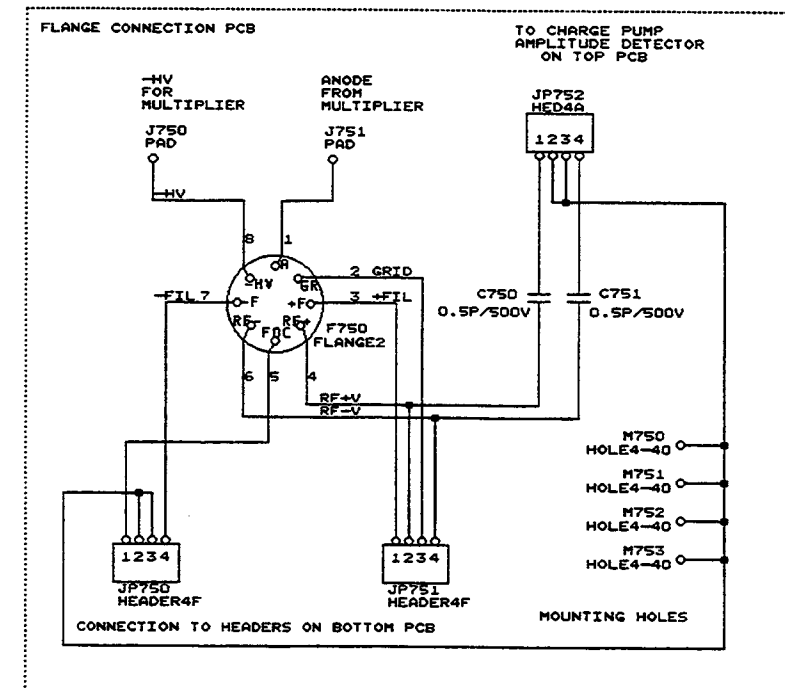 FLANGE CONNECTION PCB
TO CHARGE PUMP
AMPLITUDE DETECTOR
ON TOP PCB
-HV
FOR
MULTIPLIER
J750
PAD
ANODE
FROM
MULTIPLIER
J751
PAD
JP752
HED4A
1234
-HV
8
1
A
-HV
GR
2 GRID
-FIL 7
-F
+F
3 +FIL
RF-
FOC
RF+
F750
FLANGE2
6
5
4
RF+V
RF-V
C750
0.5P/500V
C751
0.5P/500V
M750
HOLE4-40
M751
HOLE4-40
M752
HOLE4-40
M753
HOLE4-40
1234
JP750
HEADER4F
1234
JP751
HEADER4F
CONNECTION TO HEADERS ON BOTTOM PCB
MOUNTING HOLES